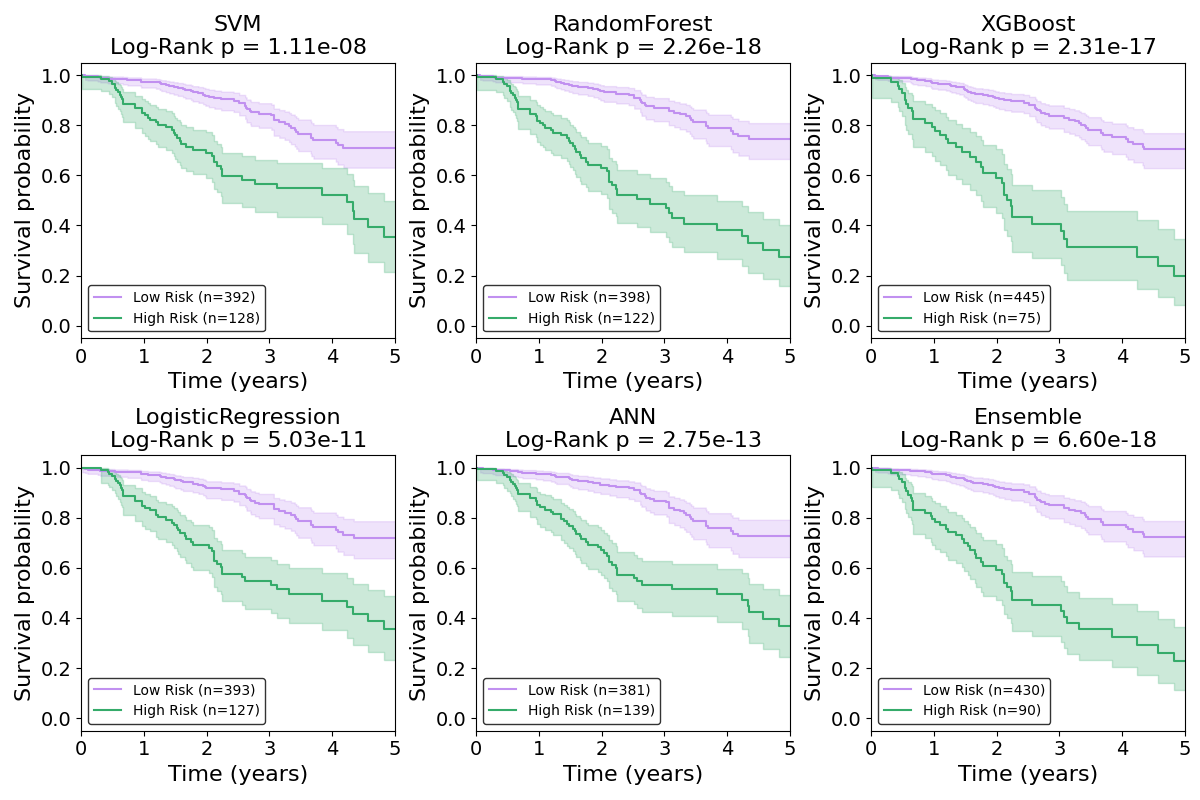 SVM
Log-Rank p = 1.11e-08
Survival probability
1.0
0.8
0.6
0.4
0.2
0.0
Low Risk (n=392)
High Risk (n=128)
0 1 2 3 4 5
Time (years)
RandomForest
Log-Rank p = 2.26e-18
Survival probability
1.0
0.8
0.6
0.4
0.2
0.0
Low Risk (n=398)
High Risk (n=122)
0 1 2 3 4 5
Time (years)
XGBoost
Log-Rank p = 2.31e-17
Survival probability
1.0
0.8
0.6
0.4
0.2
0.0
Low Risk (n=445)
High Risk (n=75)
0 1 2 3 4 5
Time (years)
LogisticRegression
Log-Rank p = 5.03e-11
Survival probability
1.0
0.8
0.6
0.4
0.2
0.0
Low Risk (n=393)
High Risk (n=127)
0 1 2 3 4 5
Time (years)
ANN
Log-Rank p = 2.75e-13
Survival probability
1.0
0.8
0.6
0.4
0.2
0.0
Low Risk (n=381)
High Risk (n=139)
0 1 2 3 4 5
Time (years)
Ensemble
Log-Rank p = 6.60e-18
Survival probability
1.0
0.8
0.6
0.4
0.2
0.0
Low Risk (n=430)
High Risk (n=90)
0 1 2 3 4 5
Time (years)